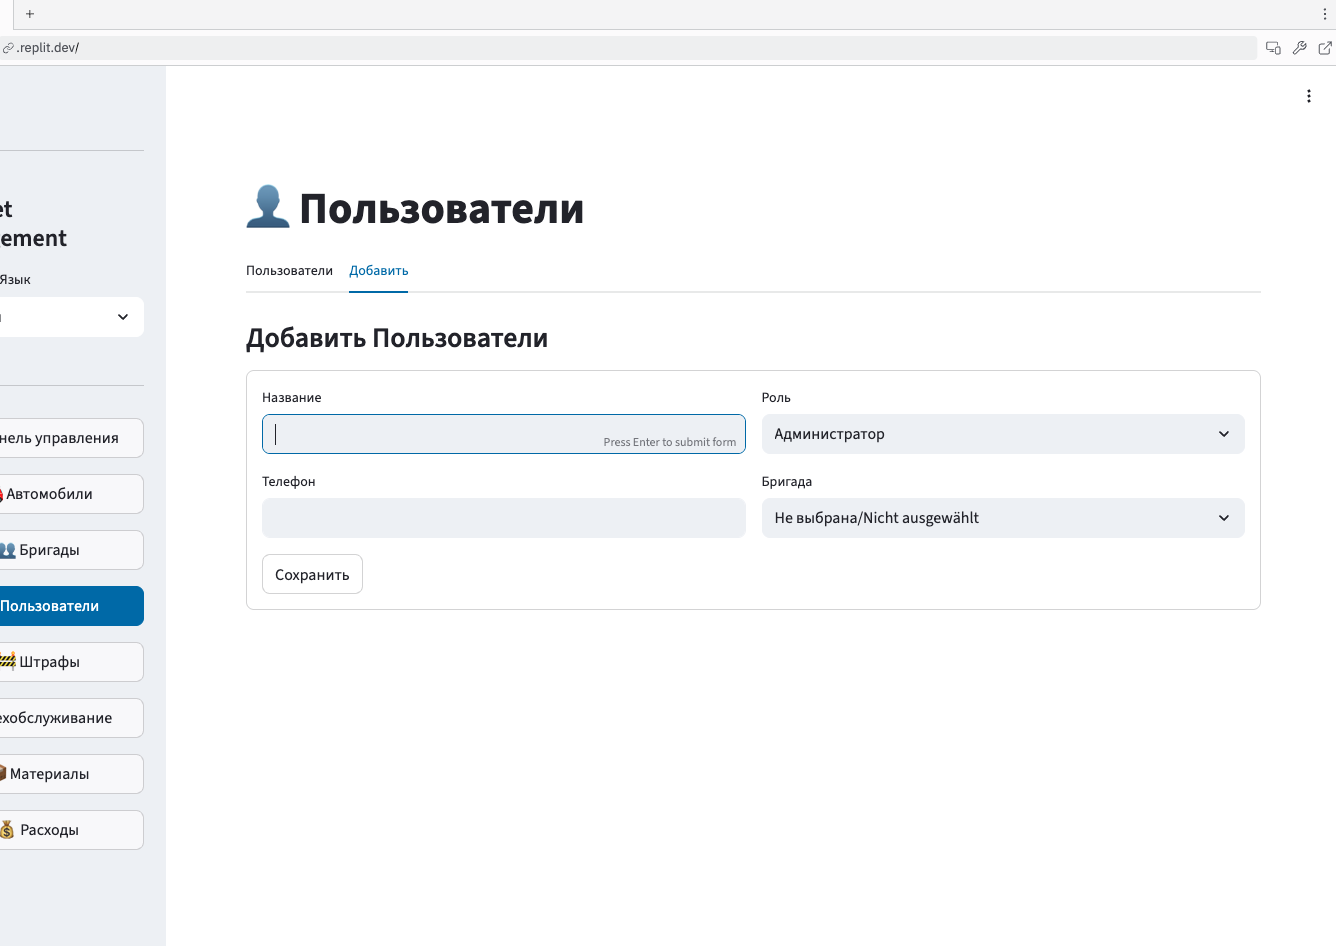 .replit.dev/
ement
Язык
нель управления
Автомобили
Бригады
Пользователи
Штрафы
ехобслуживание
Материалы
Расходы
Пользователи
Пользователи Добавить
Добавить Пользователи
Название
Press Enter to submit form
Роль
Администратор
Телефон
Бригада
Не выбрана/Nicht ausgewählt
Сохранить